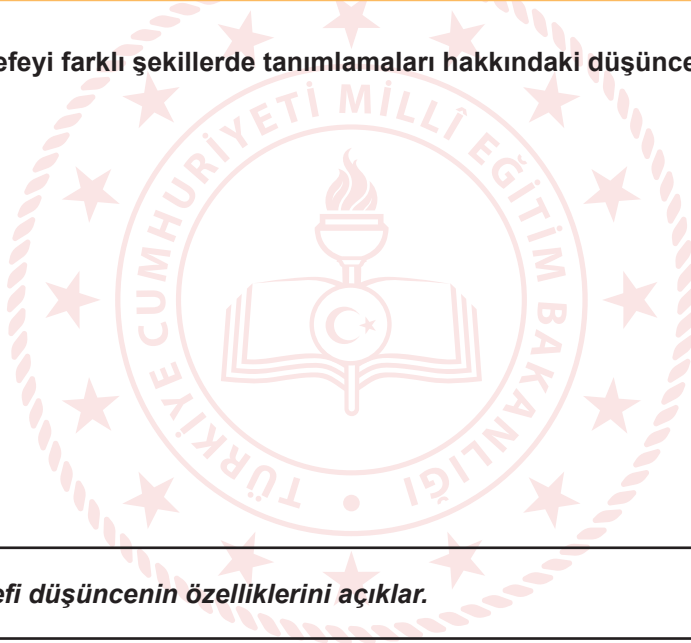 efeyi farklı şekillerde tanımlamaları hakkındaki düşünce
TÜRKİYE CUMHURİYETİ MİLLÎ EĞİTİM BAKANLIĞI
efi düşüncenin özelliklerini açıklar.